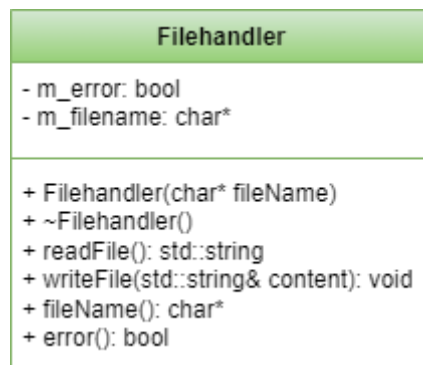 Filehandler
- m_error: bool
- m_filename: char*
+ Filehandler(char* fileName)
+ ~Filehandler()
+ readFile(): std::string
+ writeFile(std::string& content): void
+ fileName(): char*
+ error(): bool